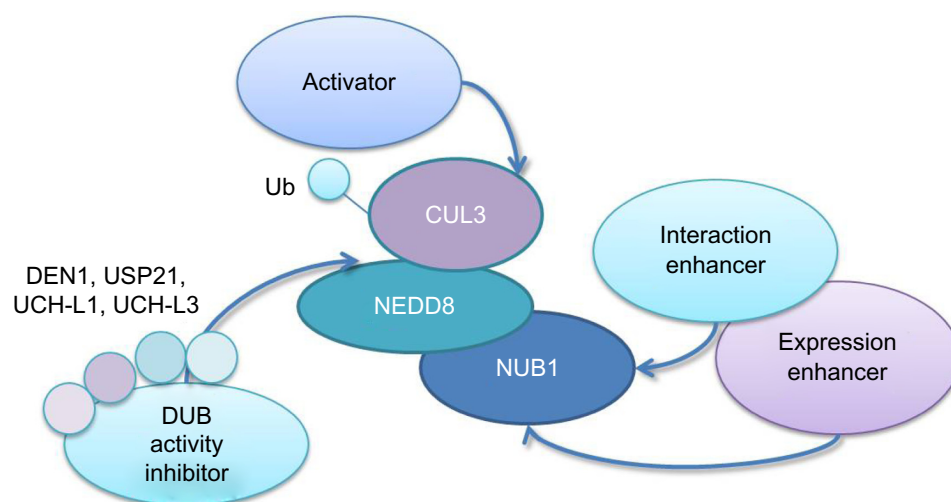 Activator
Ub
CUL3
Interaction
enhancer
DEN1, USP21,
UCH-L1, UCH-L3
NEDD8
Expression
enhancer
NUB1
DUB
activity
inhibitor